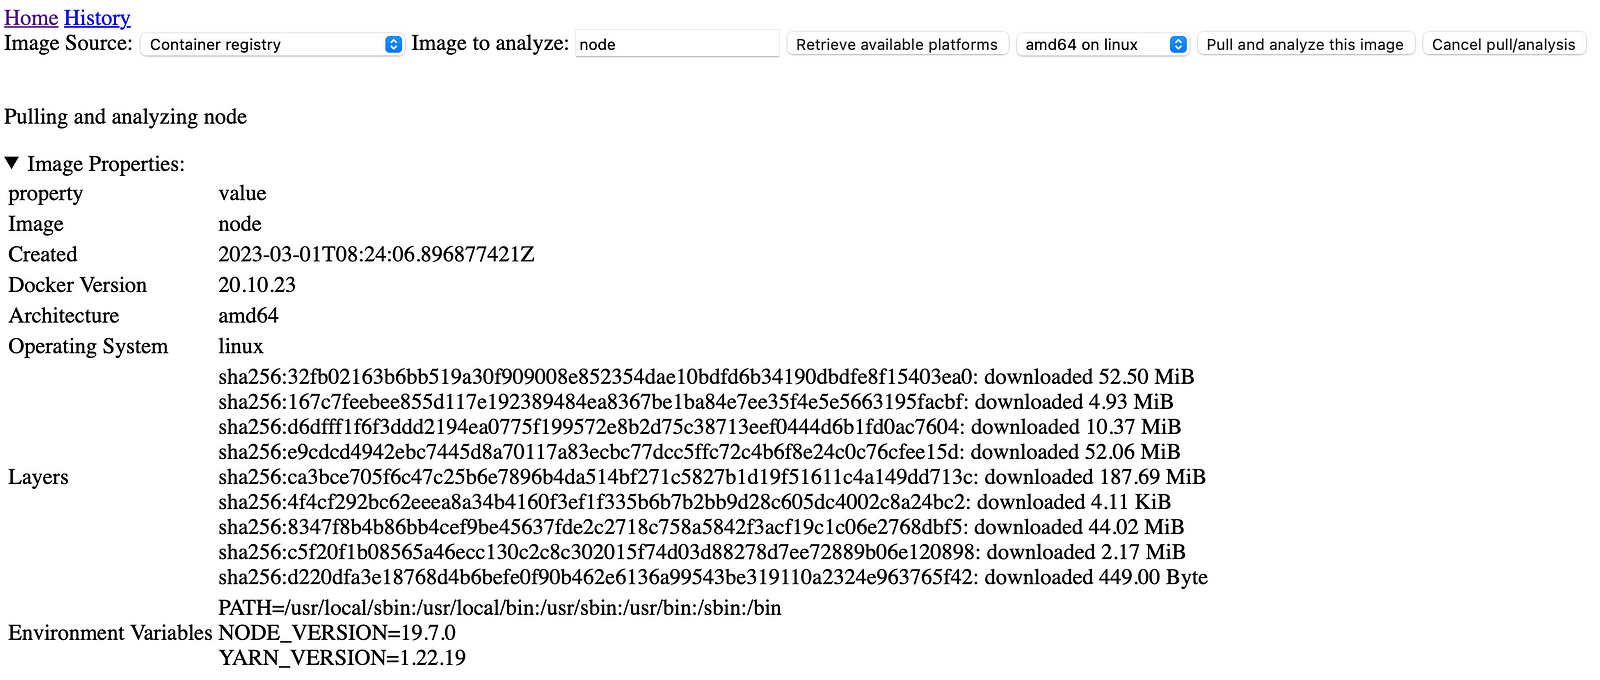 Home History
Image Source: Container registry Image to analyze: node Retrieve available platforms amd64 on linux Pull and analyze this image Cancel pull/analysis
Pulling and analyzing node
▼ Image Properties:
property value
Image node
Created 2023-03-01T08:24:06.896877421Z
Docker Version 20.10.23
Architecture amd64
Operating System linux
sha256:32fb02163b6bb519a30f909008e852354dae10bdfd6b34190dbdfe8f15403ea0: downloaded 52.50 MiB
sha256:167c7feebee855d117e192389484ea8367be1ba84e7ee35f4e5e5663195facbf: downloaded 4.93 MiB
sha256:d6dfff1f6f3ddd2194ea0775f199572e8b2d75c38713eef0444d6b1fd0ac7604: downloaded 10.37 MiB
sha256:e9cdcd4942ebc7445d8a70117a83ecbc77dcc5ffc72c4b6f8e24c0c76cfee15d: downloaded 52.06 MiB
Layers sha256:ca3bce705f6c47c25b6e7896b4da514bf271c5827b1d19f51611c4a149dd713c: downloaded 187.69 MiB
sha256:4f4cf292bc62eeea8a34b4160f3ef1f335b6b7b2bb9d28c605dc4002c8a24bc2: downloaded 4.11 KiB
sha256:8347f8b4b86bb4cef9be45637fde2c2718c758a5842f3acf19c1c06e2768dbf5: downloaded 44.02 MiB
sha256:c5f20f1b08565a46ecc130c2c8c302015f74d03d88278d7ee72889b06e120898: downloaded 2.17 MiB
sha256:d220dfa3e18768d4b6befe0f90b462e6136a99543be319110a2324e963765f42: downloaded 449.00 Byte
PATH=/usr/local/sbin:/usr/local/bin:/usr/sbin:/usr/bin:/sbin:/bin
Environment Variables NODE_VERSION=19.7.0
YARN_VERSION=1.22.19